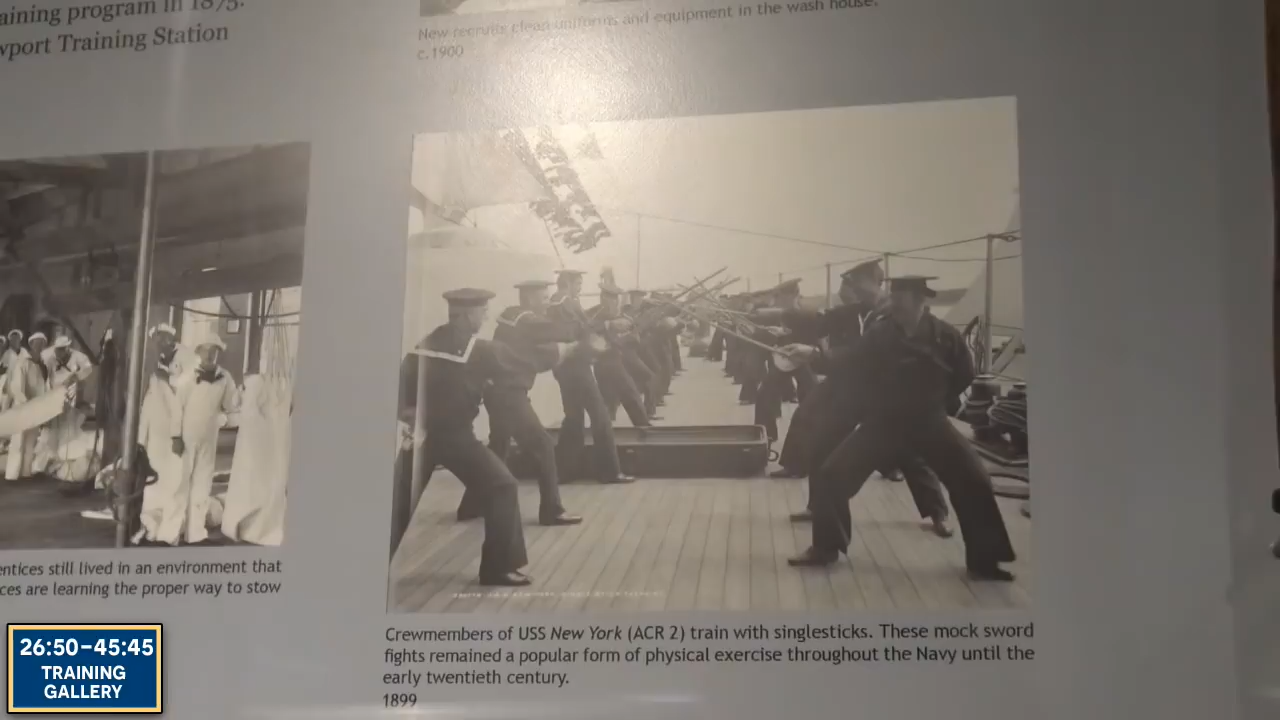 aining program in 1875.
wport Training Station
New recruits clean uniforms and equipment in the wash house.
c.1900
entices still lived in an environment that
ces are learning the proper way to stow
Crewmembers of USS New York (ACR 2) train with singlesticks. These mock sword
fights remained a popular form of physical exercise throughout the Navy until the
early twentieth century.
1899
26:50–45:45
TRAINING
GALLERY